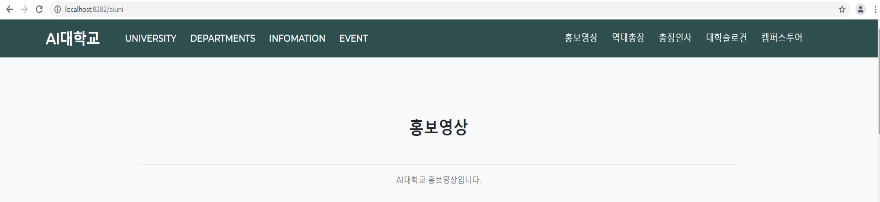 localhost:8282/aiuni
AI대학교 UNIVERSITY DEPARTMENTS INFOMATION EVENT 홍보영상 역대총장 총장인사 대학슬로건 캠퍼스투어
홍보영상
AI대학교 홍보영상입니다.